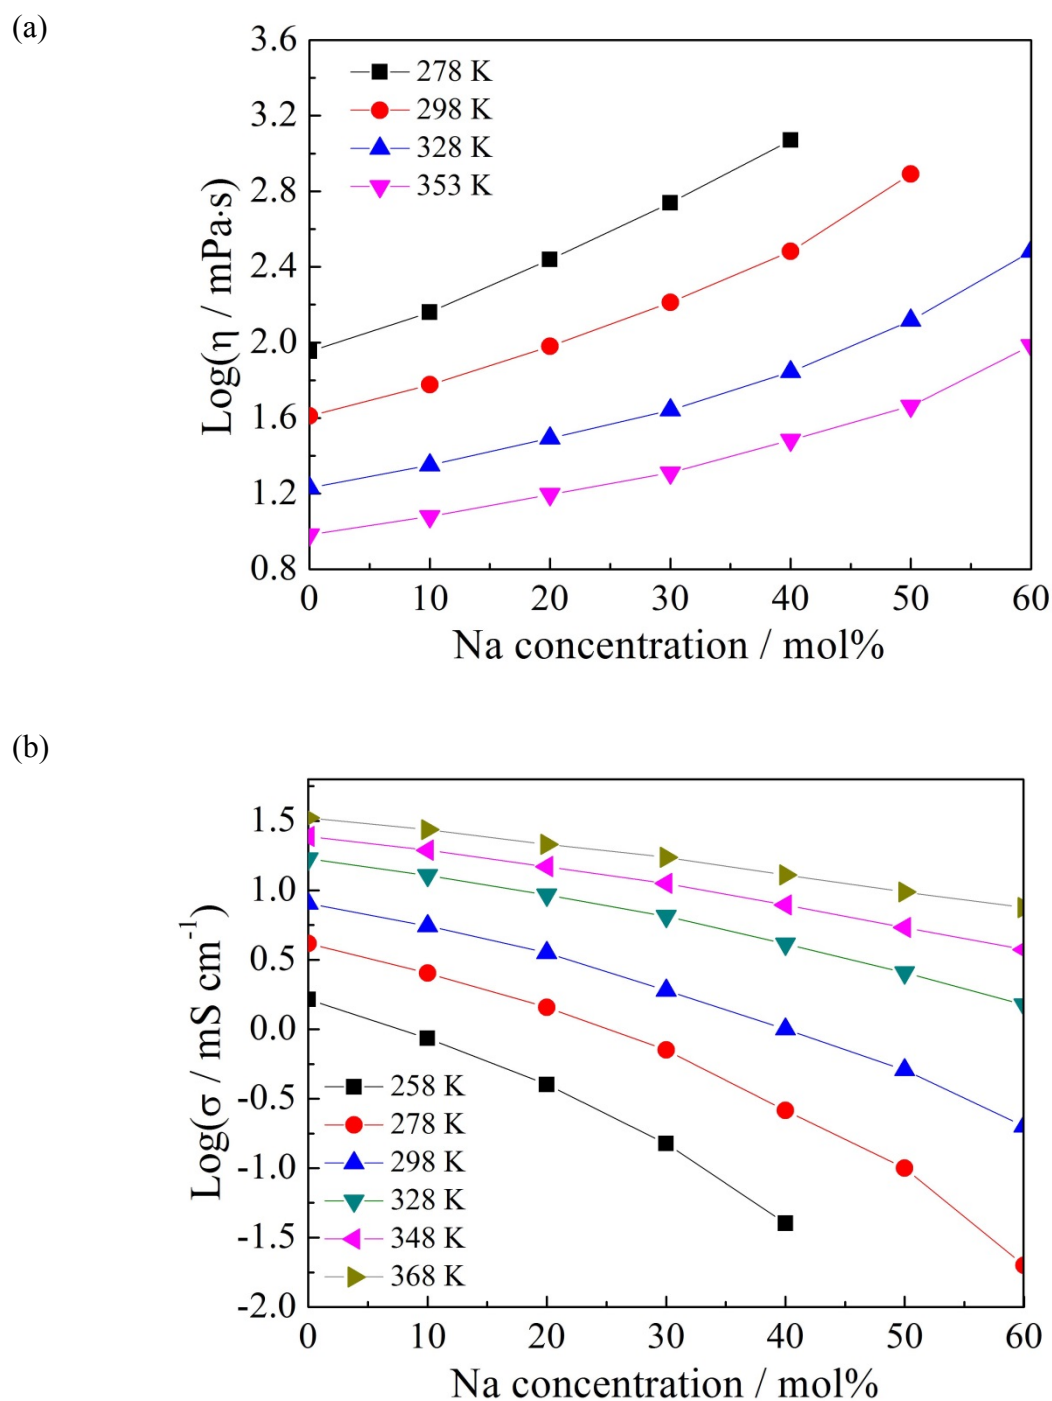 (a)
3.6
3.2
2.8
2.4
2.0
1.6
1.2
0.8
Log(η / mPa·s)
278 K
298 K
328 K
353 K
0 10 20 30 40 50 60
Na concentration / mol%
(b)
1.5
1.0
0.5
0.0
-0.5
-1.0
-1.5
-2.0
Log(σ / mS cm⁻¹)
258 K
278 K
298 K
328 K
348 K
368 K
0 10 20 30 40 50 60
Na concentration / mol%